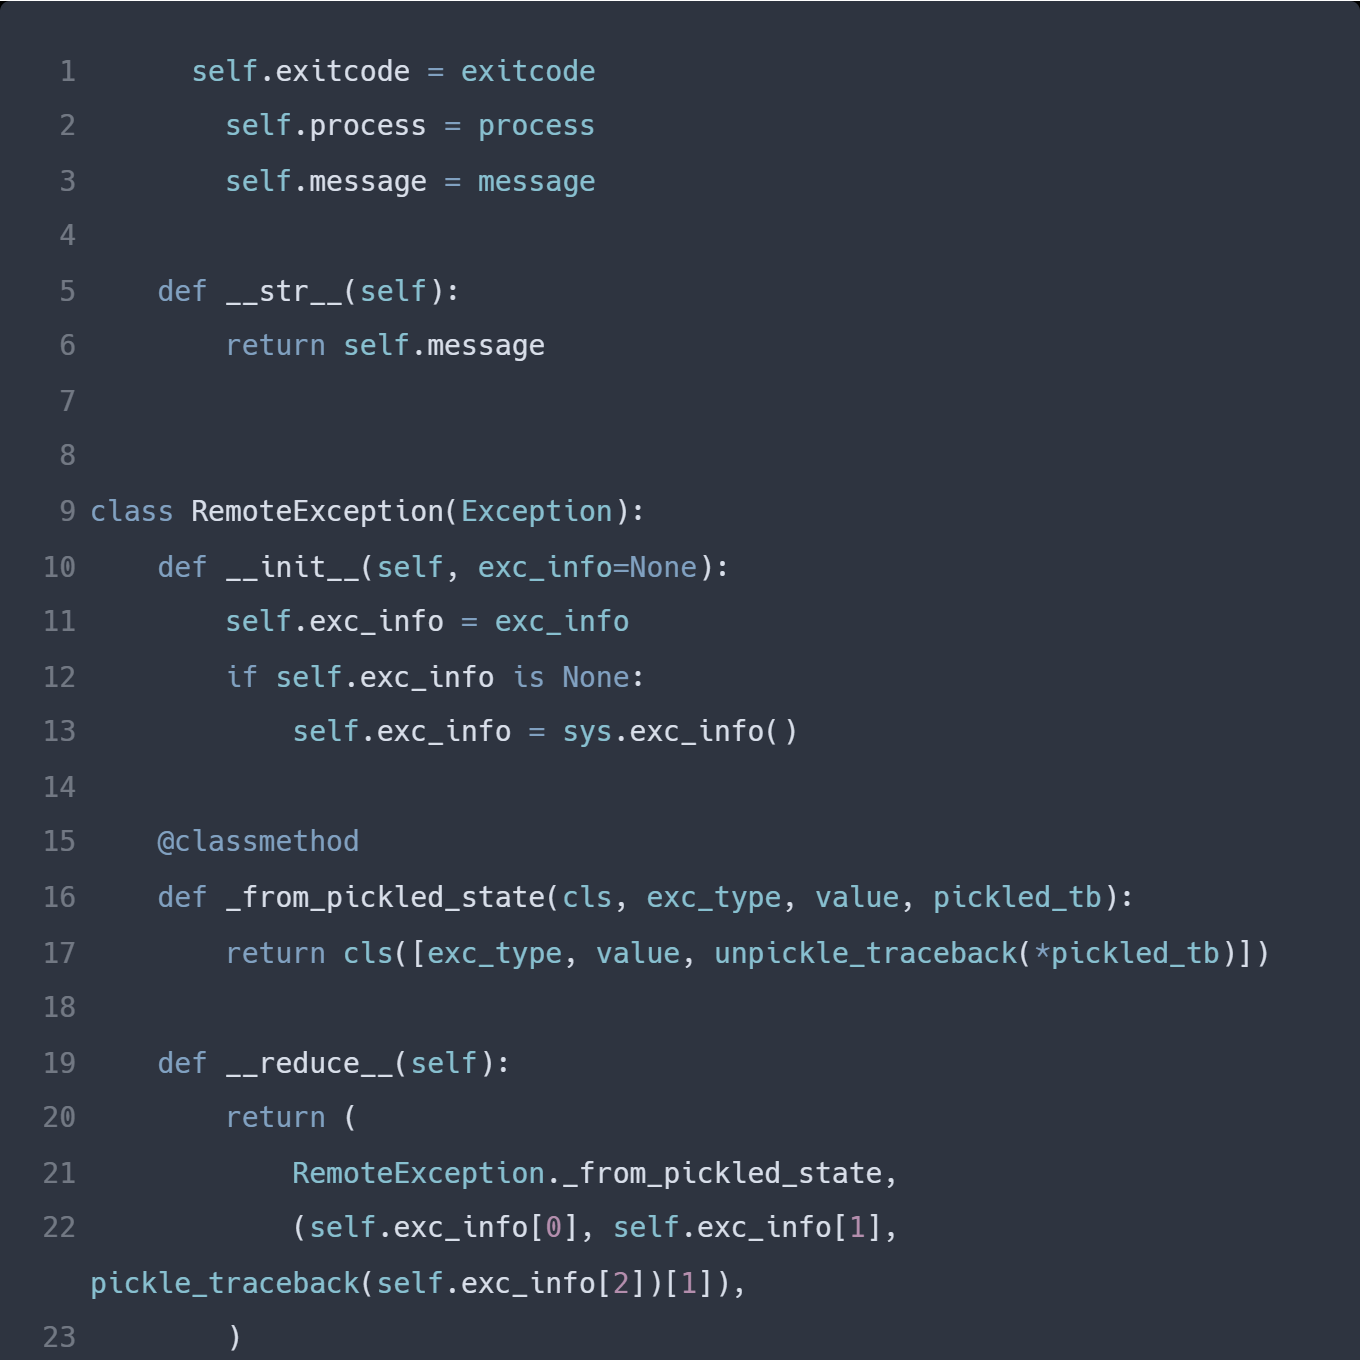 1       self.exitcode = exitcode
2         self.process = process
3         self.message = message
4
5     def __str__(self):
6         return self.message
7
8
9 class RemoteException(Exception):
10     def __init__(self, exc_info=None):
11         self.exc_info = exc_info
12         if self.exc_info is None:
13             self.exc_info = sys.exc_info()
14
15     @classmethod
16     def _from_pickled_state(cls, exc_type, value, pickled_tb):
17         return cls([exc_type, value, unpickle_traceback(*pickled_tb)])
18
19     def __reduce__(self):
20         return (
21             RemoteException._from_pickled_state,
22             (self.exc_info[0], self.exc_info[1],
pickle_traceback(self.exc_info[2])[1]),
23         )